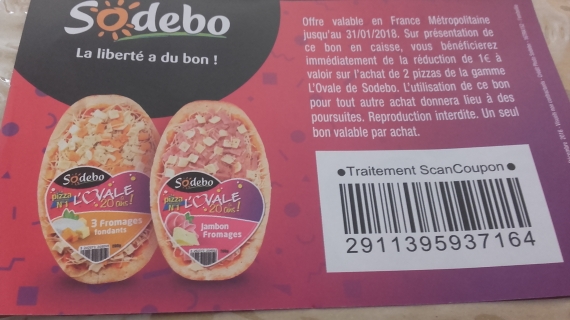 Sodebo
La liberté a du bon !
Offre valable en France Métropolitaine
jusqu'au 31/01/2018. Sur présentation de
ce bon en caisse, vous bénéficierez
immédiatement de la réduction de 1€ à
valoir sur l'achat de 2 pizzas de la gamme
L'Ovale de Sodebo. L'utilisation de ce bon
pour tout autre achat donnera lieu à des
poursuites. Reproduction interdite. Un seul
bon valable par achat.
Sodebo
pizza
N°1
L'OVALE
20 ans !
3 Fromages
fondants
Sodebo
pizza
N°1
L'OVALE
20 ans !
Jambon
Fromages
●Traitement ScanCoupon●
2911395937164